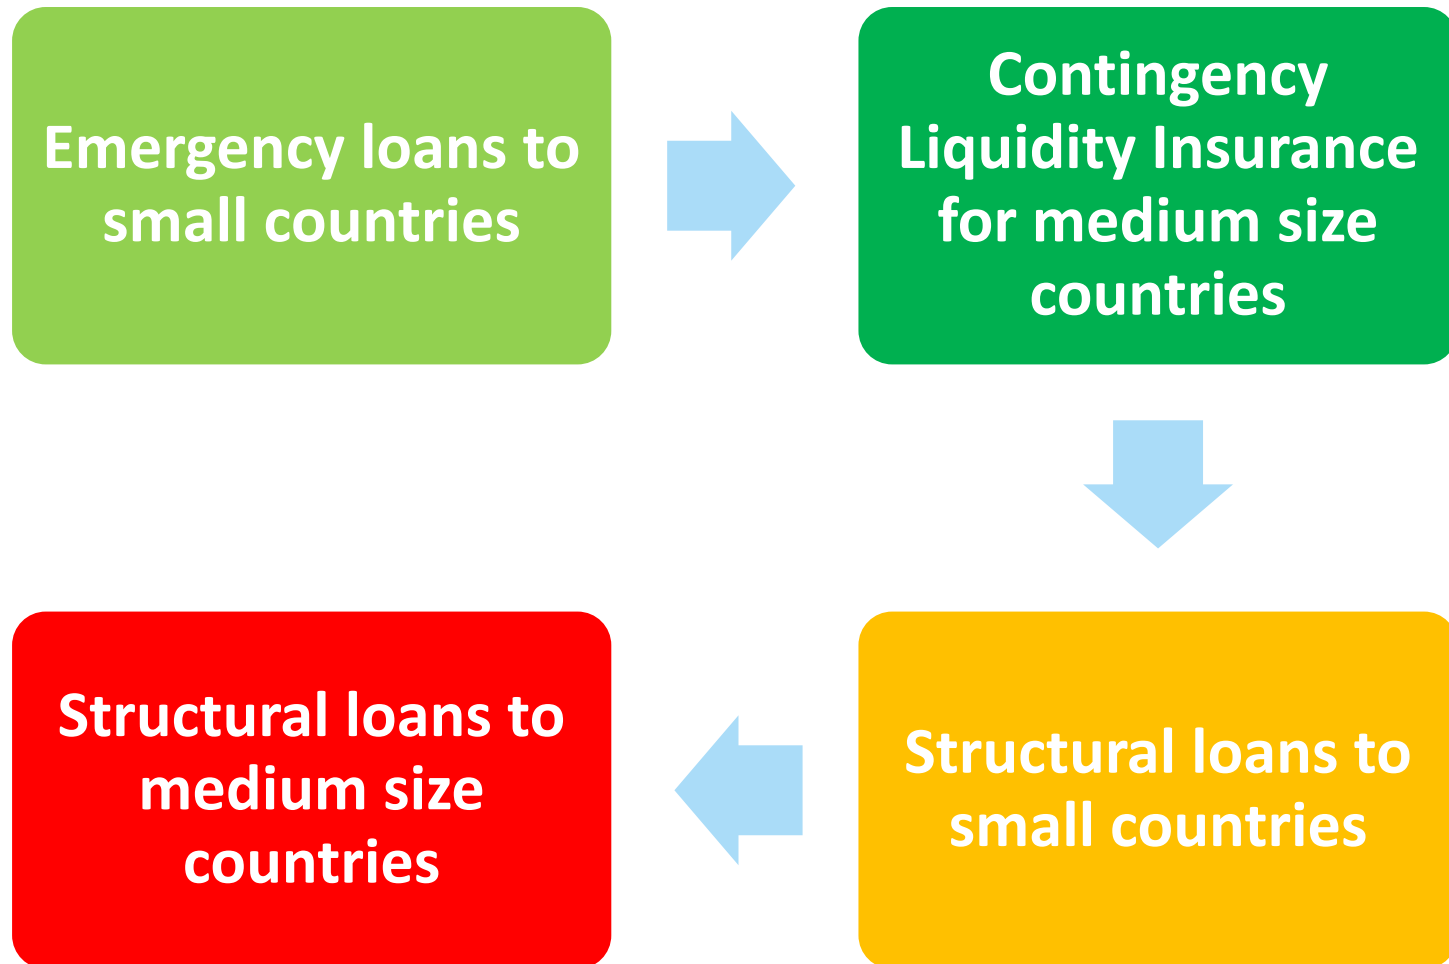 Emergency loans to
small countries
Contingency
Liquidity Insurance
for medium size
countries
Structural loans to
small countries
Structural loans to
medium size
countries